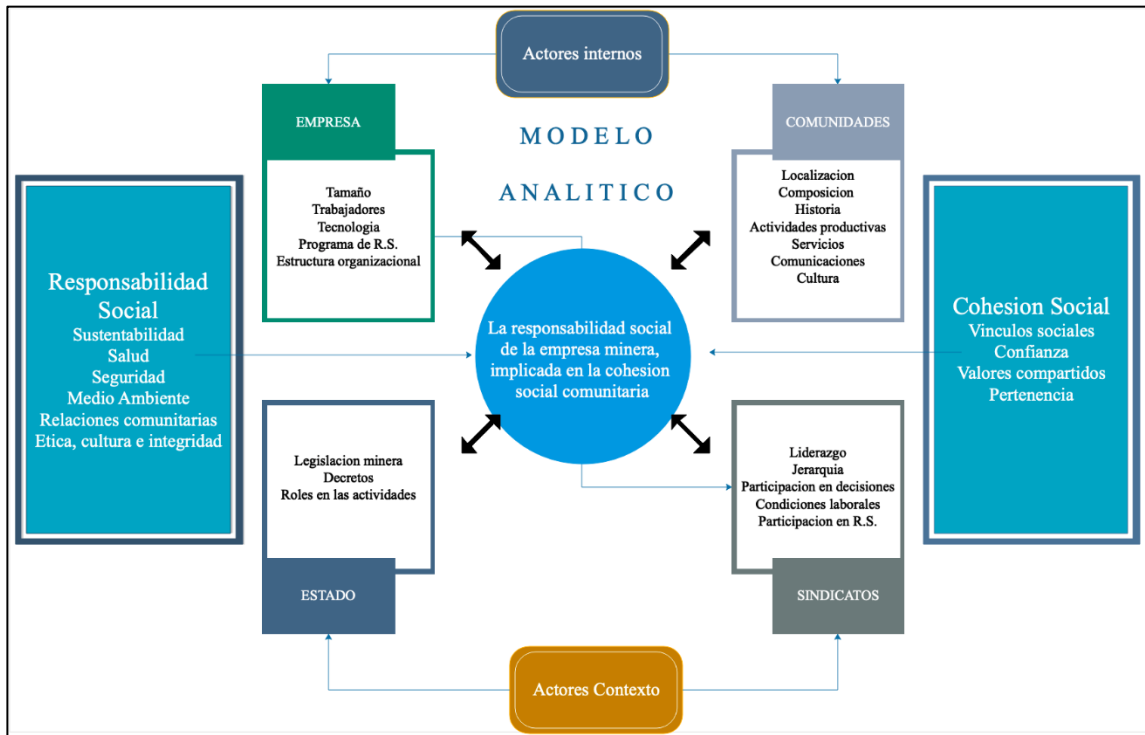 Actores internos
EMPRESA
COMUNIDADES
MODELO
ANALITICO
Tamaño
Trabajadores
Tecnologia
Programa de R.S.
Estructura organizacional
Localizacion
Composicion
Historia
Actividades productivas
Servicios
Comunicaciones
Cultura
Responsabilidad
Social
Sustentabilidad
Salud
Seguridad
Medio Ambiente
Relaciones comunitarias
Etica, cultura e integridad
La responsabilidad social
de la empresa minera,
implicada en la cohesion
social comunitaria
Cohesion Social
Vinculos sociales
Confianza
Valores compartidos
Pertenencia
Legislacion minera
Decretos
Roles en las actividades
ESTADO
Liderazgo
Jerarquia
Participacion en decisiones
Condiciones laborales
Participacion en R.S.
SINDICATOS
Actores Contexto